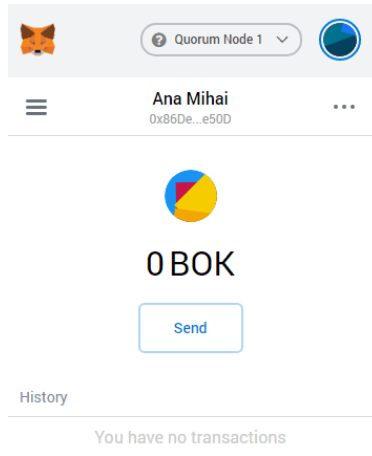 Quorum Node 1
Ana Mihai
0x86De...e50D
0 BOK
Send
History
You have no transactions